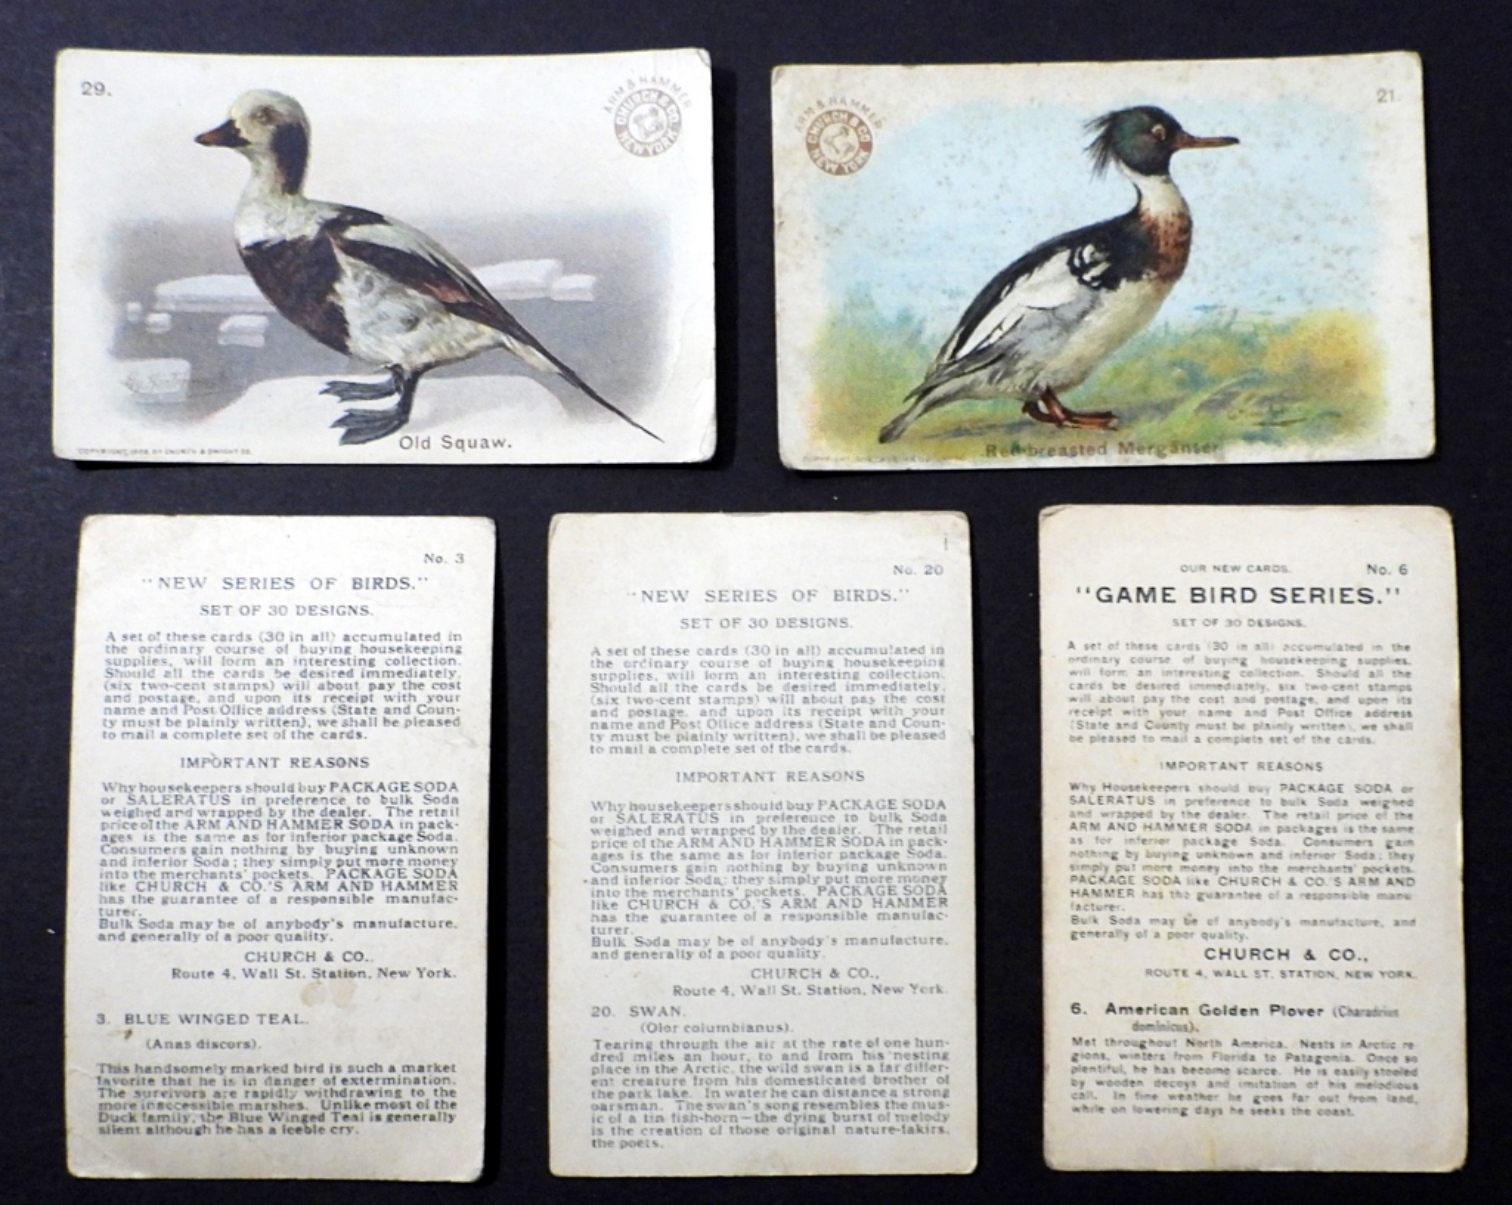 29.
ARM & HAMMER
CHURCH & CO
NEW YORK
Old Squaw.
COPYRIGHT, BY CHURCH & DWIGHT CO.
21.
ARM & HAMMER
CHURCH & CO
NEW YORK
Red-breasted Merganser
No. 3
"NEW SERIES OF BIRDS."
SET OF 30 DESIGNS.
A set of these cards (30 in all) accumulated in
the ordinary course of buying housekeeping
supplies, will form an interesting collection.
Should all the cards be desired immediately,
(six two-cent stamps) will about pay the cost
and postage, and upon its receipt with your
name and Post Office address (State and Coun-
ty must be plainly written), we shall be pleased
to mail a complete set of the cards.
IMPORTANT REASONS
Why housekeepers should buy PACKAGE SODA
or SALERATUS in preference to bulk Soda
weighed and wrapped by the dealer. The retail
price of the ARM AND HAMMER SODA in pack-
ages is the same as for inferior package Soda.
Consumers gain nothing by buying unknown
and inferior Soda; they simply put more money
into the merchants' pockets. PACKAGE SODA
like CHURCH & CO.'S ARM AND HAMMER
has the guarantee of a responsible manufac-
turer.
Bulk Soda may be of anybody's manufacture,
and generally of a poor quality.
CHURCH & CO.,
Route 4, Wall St. Station, New York.
3. BLUE WINGED TEAL.
(Anas discors).
This handsomely marked bird is such a market
favorite that he is in danger of extermination.
The survivors are rapidly withdrawing to the
more inaccessible marshes. Unlike most of the
Duck family, the Blue Winged Teal is generally
silent although he has a feeble cry.
No. 20
"NEW SERIES OF BIRDS."
SET OF 30 DESIGNS.
A set of these cards (30 in all) accumulated in
the ordinary course of buying housekeeping
supplies, will form an interesting collection.
Should all the cards be desired immediately,
(six two-cent stamps) will about pay the cost
and postage, and upon its receipt with your
name and Post Office address (State and Coun-
ty must be plainly written), we shall be pleased
to mail a complete set of the cards.
IMPORTANT REASONS
Why housekeepers should buy PACKAGE SODA
or SALERATUS in preference to bulk Soda
weighed and wrapped by the dealer. The retail
price of the ARM AND HAMMER SODA in pack-
ages is the same as for inferior package Soda.
Consumers gain nothing by buying unknown
and inferior Soda; they simply put more money
into the merchants' pockets. PACKAGE SODA
like CHURCH & CO.'S ARM AND HAMMER
has the guarantee of a responsible manufac-
turer.
Bulk Soda may be of anybody's manufacture,
and generally of a poor quality.
CHURCH & CO.,
Route 4, Wall St. Station, New York.
20. SWAN.
(Olor columbianus).
Tearing through the air at the rate of one hun-
dred miles an hour, to and from his nesting
place in the Arctic, the wild swan is a far differ-
ent creature from his domesticated brother of
the park lake. In water he can distance a strong
oarsman. The swan's song resembles the mus-
ic of a tin fish-horn—the dying burst of melody
is the creation of those original nature-fakirs,
the poets.
OUR NEW CARDS. No. 6
"GAME BIRD SERIES."
SET OF 30 DESIGNS.
A set of these cards (30 in all) accumulated in the
ordinary course of buying housekeeping supplies,
will form an interesting collection. Should all the
cards be desired immediately, six two-cent stamps
will about pay the cost and postage, and upon its
receipt with your name and Post Office address
(State and County must be plainly written), we shall
be pleased to mail a complete set of the cards.
IMPORTANT REASONS
Why Housekeepers should buy PACKAGE SODA or
SALERATUS in preference to bulk Soda weighed
and wrapped by the dealer. The retail price of the
ARM AND HAMMER SODA in packages is the same
as for inferior package Soda. Consumers gain
nothing by buying unknown and inferior Soda; they
simply put more money into the merchants' pockets.
PACKAGE SODA like CHURCH & CO.'S ARM AND
HAMMER has the guarantee of a responsible manu
facturer.
Bulk Soda may be of anybody's manufacture, and
generally of a poor quality.
CHURCH & CO.,
ROUTE 4, WALL ST. STATION, NEW YORK.
6. American Golden Plover (Charadrius
dominicus).
Met throughout North America. Nests in Arctic re-
gions, winters from Florida to Patagonia. Once so
plentiful, he has become scarce. He is easily stooled
by wooden decoys and imitation of his melodious
call. In fine weather he goes far out from land,
while on lowering days he seeks the coast.